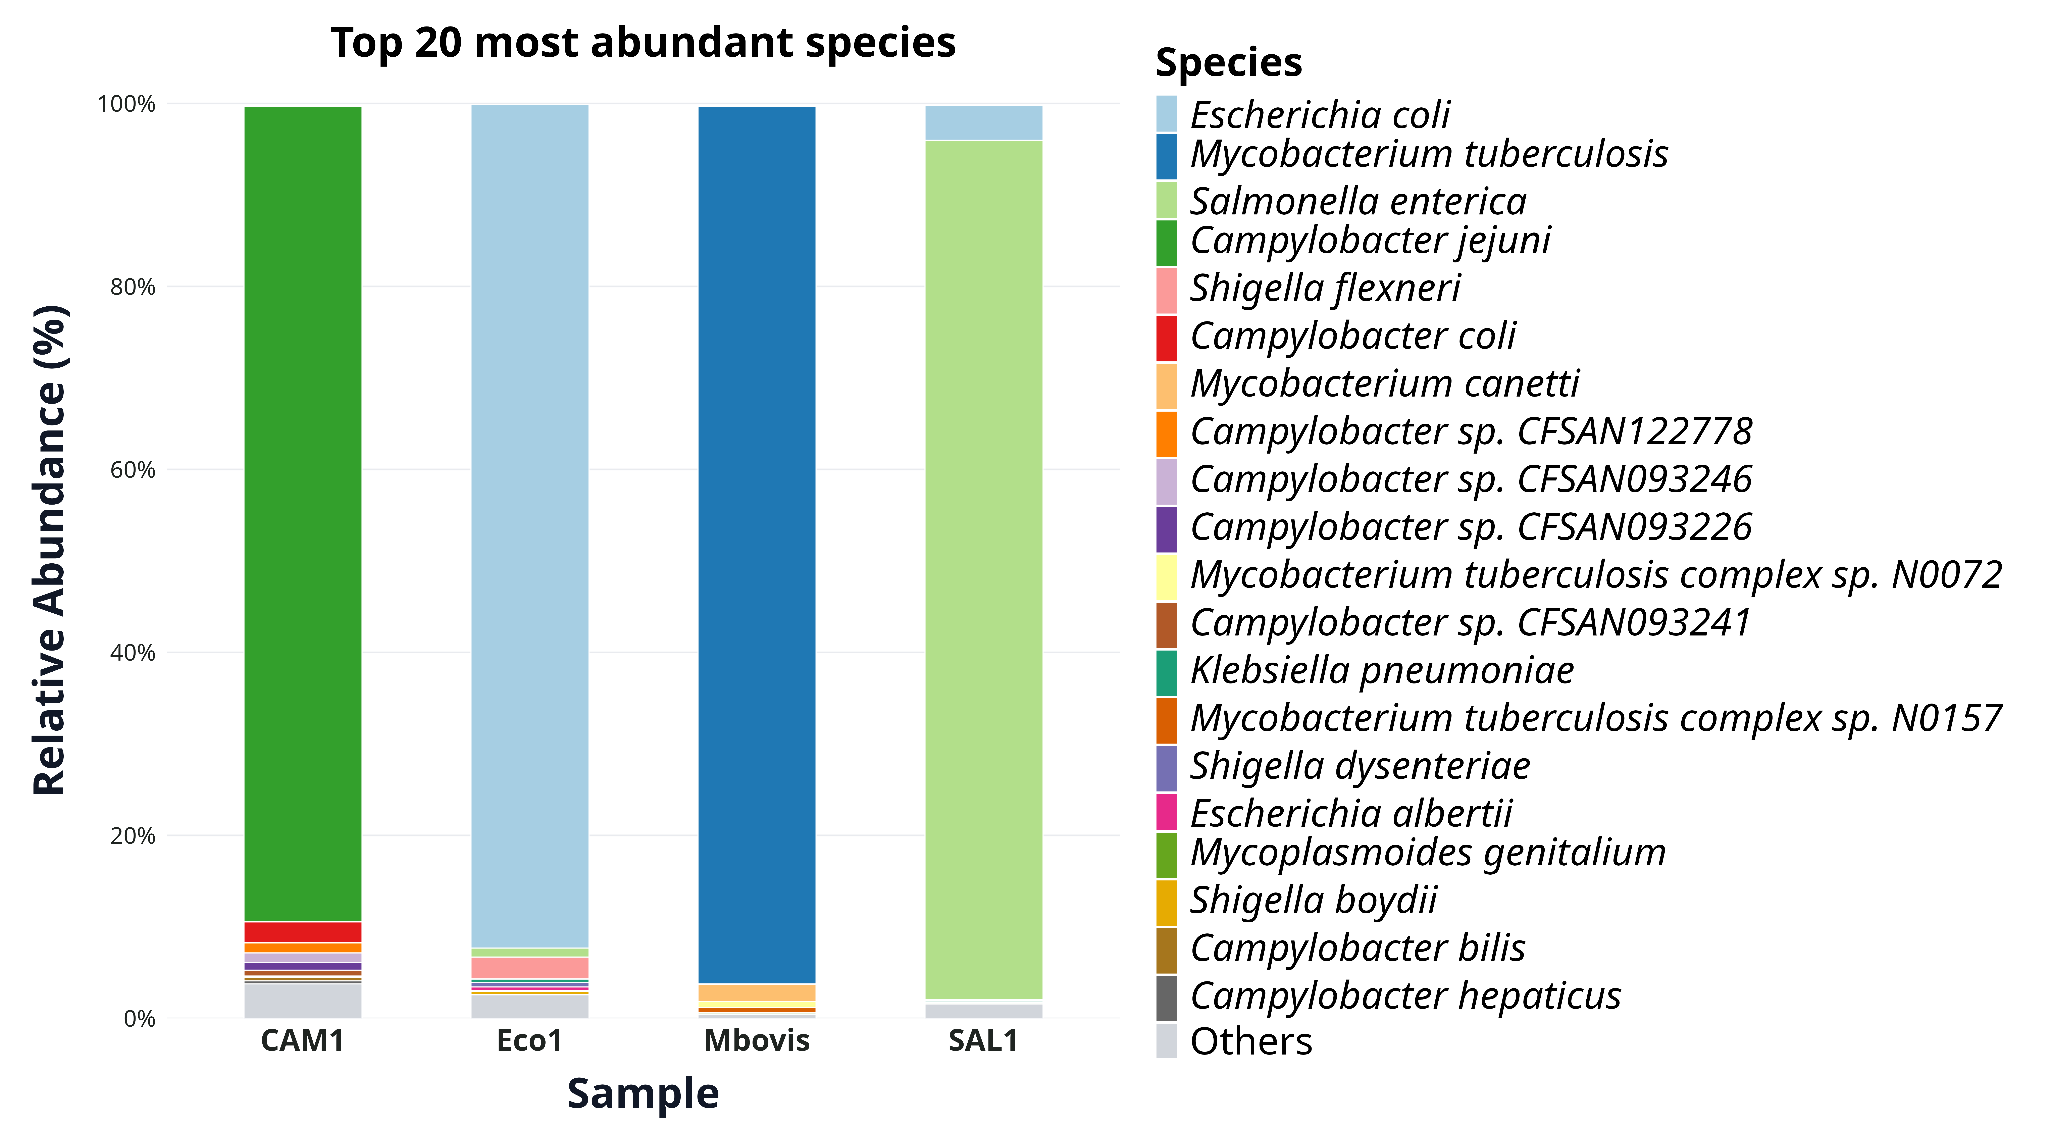 Top 20 most abundant species
Relative Abundance (%)
100%
80%
60%
40%
20%
0%
CAM1
Eco1
Mbovis
SAL1
Sample
Species
Escherichia coli
Mycobacterium tuberculosis
Salmonella enterica
Campylobacter jejuni
Shigella flexneri
Campylobacter coli
Mycobacterium canetti
Campylobacter sp. CFSAN122778
Campylobacter sp. CFSAN093246
Campylobacter sp. CFSAN093226
Mycobacterium tuberculosis complex sp. N0072
Campylobacter sp. CFSAN093241
Klebsiella pneumoniae
Mycobacterium tuberculosis complex sp. N0157
Shigella dysenteriae
Escherichia albertii
Mycoplasmoides genitalium
Shigella boydii
Campylobacter bilis
Campylobacter hepaticus
Others